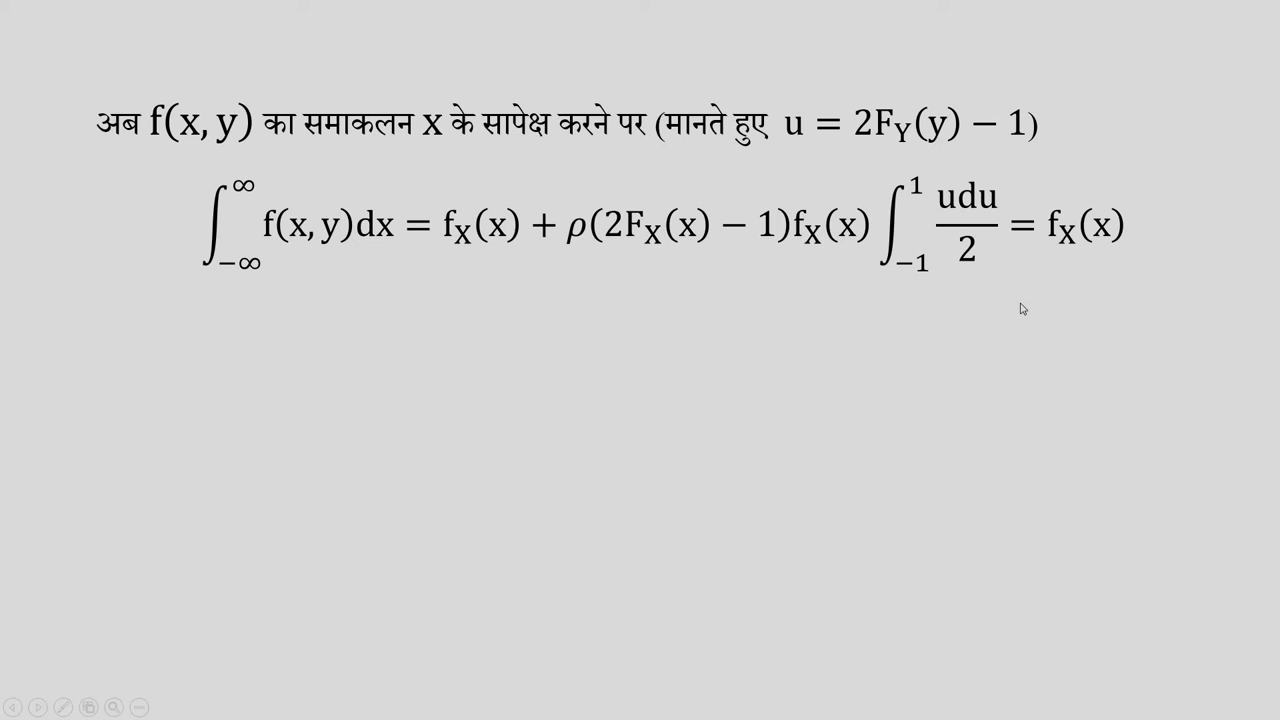 अब f(x, y) का समाकलन x के सापेक्ष करने पर (मानते हुए u = 2F_Y(y) − 1)
∫_{−∞}^{∞} f(x, y)dx = f_X(x) + ρ(2F_X(x) − 1)f_X(x) ∫_{−1}^{1} udu/2 = f_X(x)